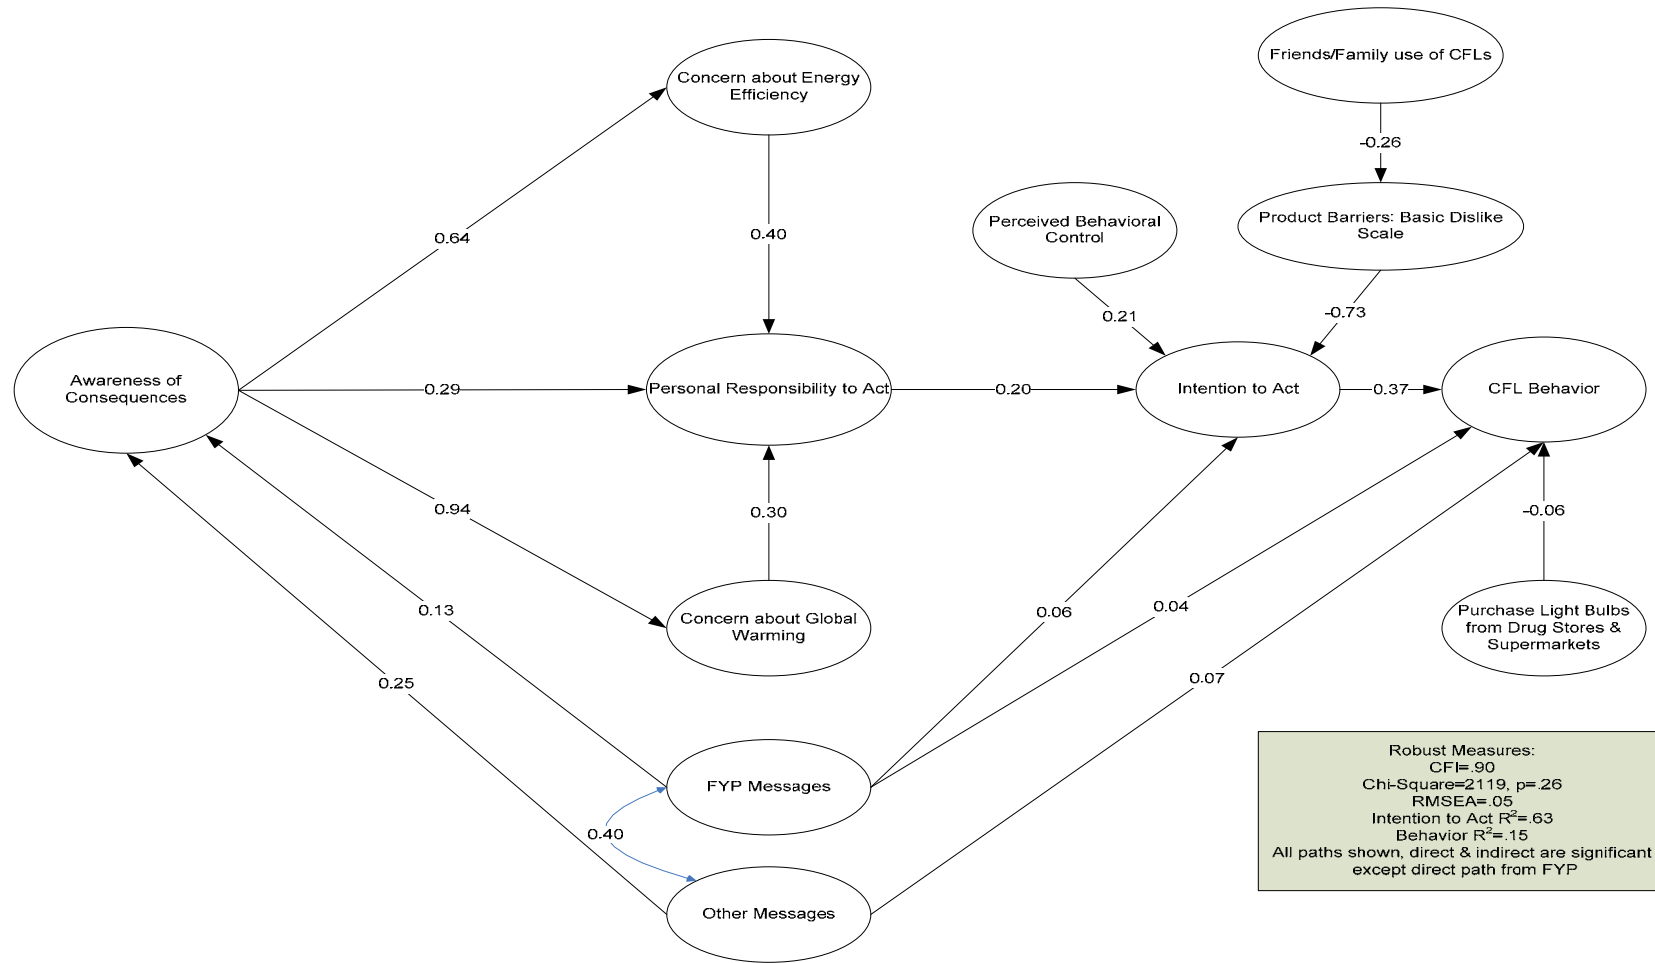 Friends/Family use of CFLs
Concern about Energy
Efficiency
-0.26
Perceived Behavioral
Control
Product Barriers: Basic Dislike
Scale
0.64
0.40
0.21
-0.73
Awareness of
Consequences
0.29
Personal Responsibility to Act
0.20
Intention to Act
0.37
CFL Behavior
0.94
0.30
-0.06
0.13
Concern about Global
Warming
0.06
0.04
Purchase Light Bulbs
from Drug Stores &
Supermarkets
0.25
0.07
FYP Messages
0.40
Other Messages
Robust Measures:
CFI=.90
Chi-Square=2119, p=.26
RMSEA=.05
Intention to Act R²=.63
Behavior R²=.15
All paths shown, direct & indirect are significant
except direct path from FYP